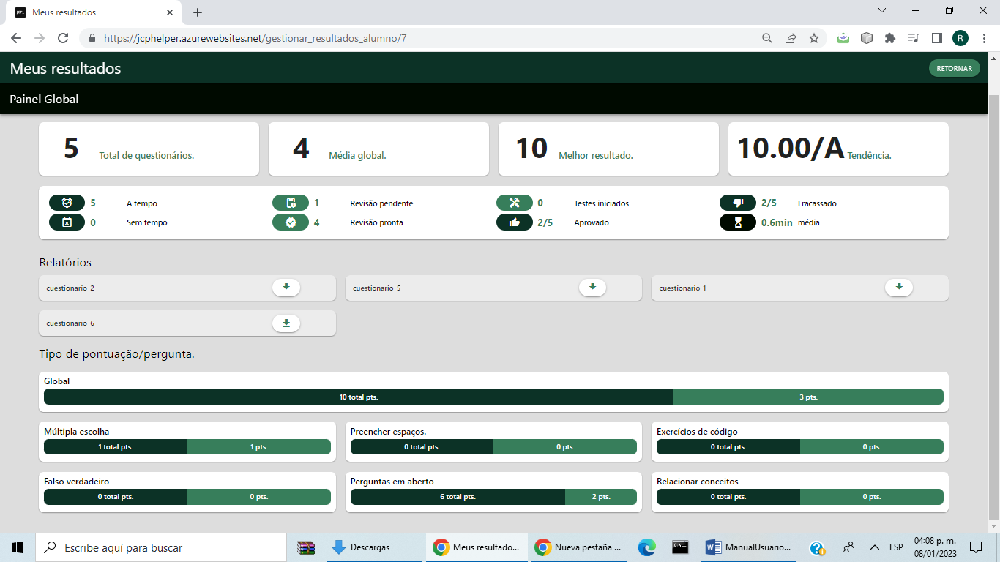 Meus resultados
https://jcphelper.azurewebsites.net/gestionar_resultados_alumno/7
R
Meus resultados
RETORNAR
Painel Global
5 Total de questionários.
4 Média global.
10 Melhor resultado.
10.00/A Tendência.
5 A tempo
1 Revisão pendente
0 Testes iniciados
2/5 Fracassado
0 Sem tempo
4 Revisão pronta
2/5 Aprovado
0.6min média
Relatórios
cuestionario_2
cuestionario_5
cuestionario_1
cuestionario_6
Tipo de pontuação/pergunta.
Global
10 total pts. 3 pts.
Múltipla escolha
1 total pts. 1 pts.
Preencher espaços.
0 total pts. 0 pts.
Exercícios de código
0 total pts. 0 pts.
Falso verdadeiro
0 total pts. 0 pts.
Perguntas em aberto
6 total pts. 2 pts.
Relacionar conceitos
0 total pts. 0 pts.
Escribe aquí para buscar
Descargas
Meus resultado...
Nueva pestaña ...
ManualUsuario...
ESP
04:08 p. m.
08/01/2023